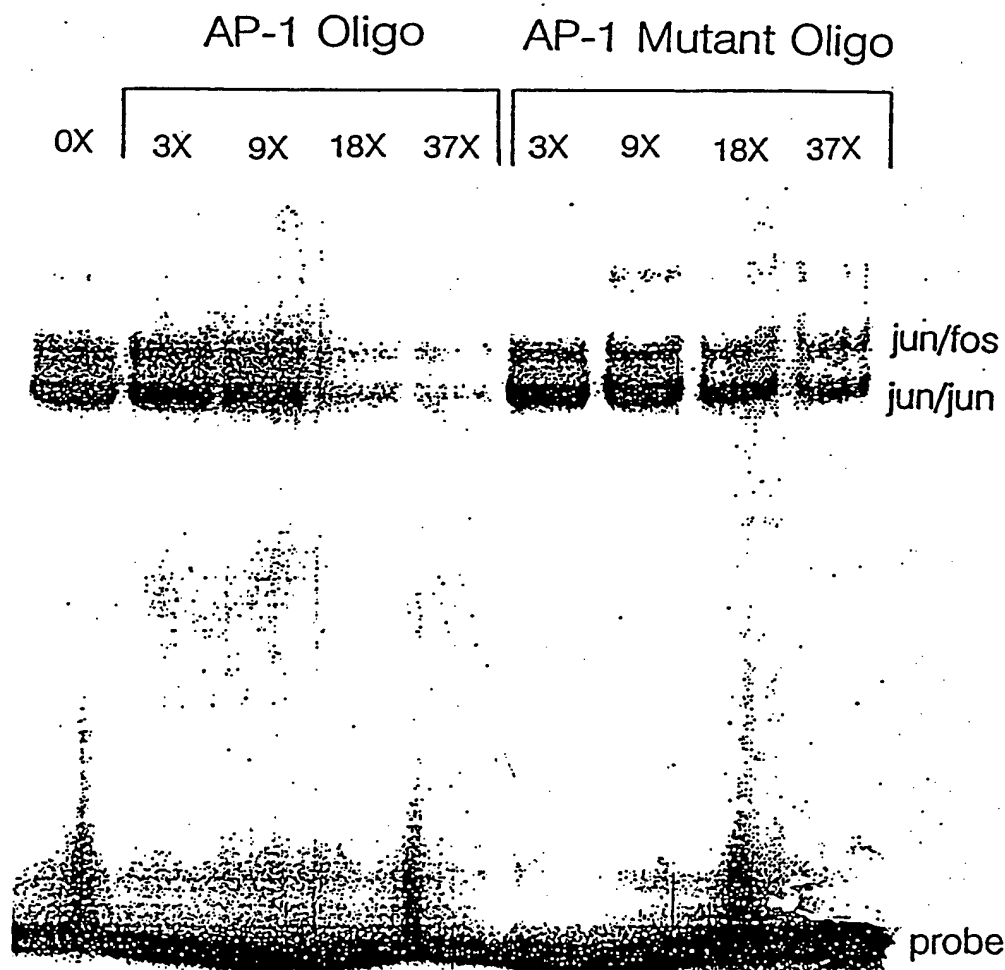 AP-1 Oligo
AP-1 Mutant Oligo
0X 3X 9X 18X 37X 3X 9X 18X 37X
jun/fos
jun/jun
probe